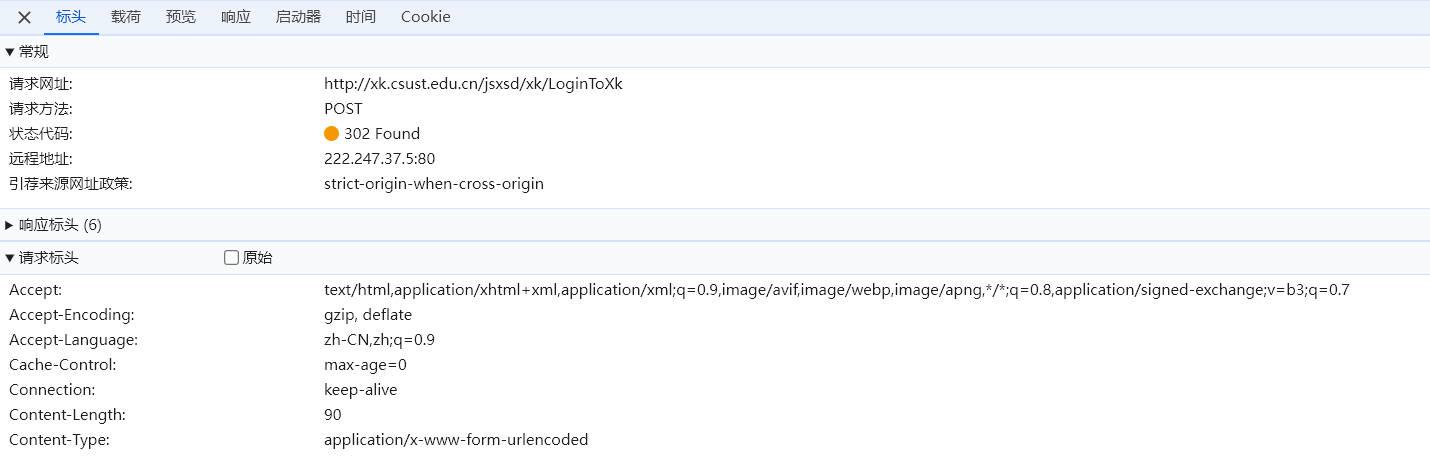 标头 载荷 预览 响应 启动器 时间 Cookie
常规
请求网址: http://xk.csust.edu.cn/jsxsd/xk/LoginToXk
请求方法: POST
状态代码: 302 Found
远程地址: 222.247.37.5:80
引荐来源网址政策: strict-origin-when-cross-origin
响应标头 (6)
请求标头 原始
Accept: text/html,application/xhtml+xml,application/xml;q=0.9,image/avif,image/webp,image/apng,*/*;q=0.8,application/signed-exchange;v=b3;q=0.7
Accept-Encoding: gzip, deflate
Accept-Language: zh-CN,zh;q=0.9
Cache-Control: max-age=0
Connection: keep-alive
Content-Length: 90
Content-Type: application/x-www-form-urlencoded